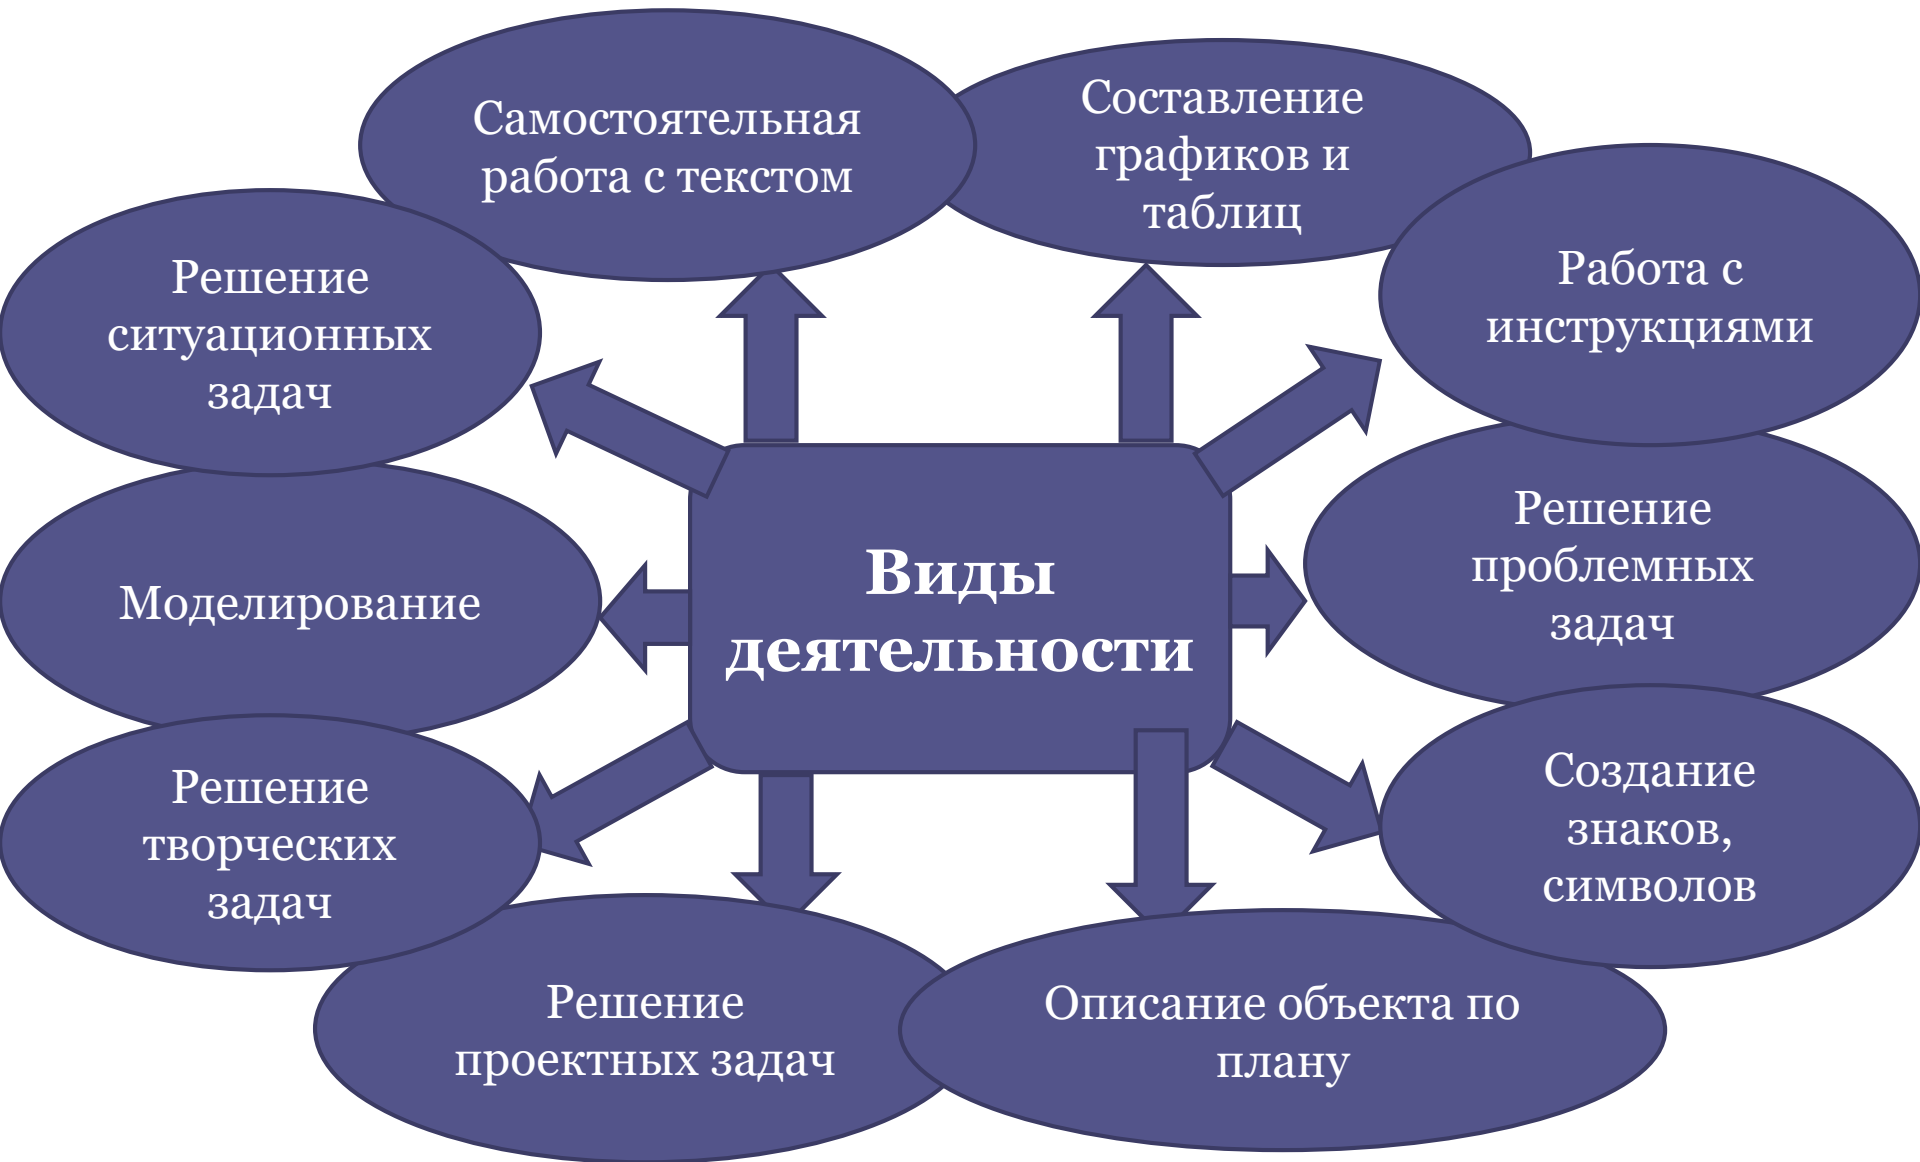 Самостоятельная
работа с текстом
Составление
графиков и
таблиц
Работа с
инструкциями
Решение
ситуационных
задач
Решение
проблемных
задач
Моделирование
Виды
деятельности
Создание
знаков,
символов
Решение
творческих
задач
Решение
проектных задач
Описание объекта по
плану